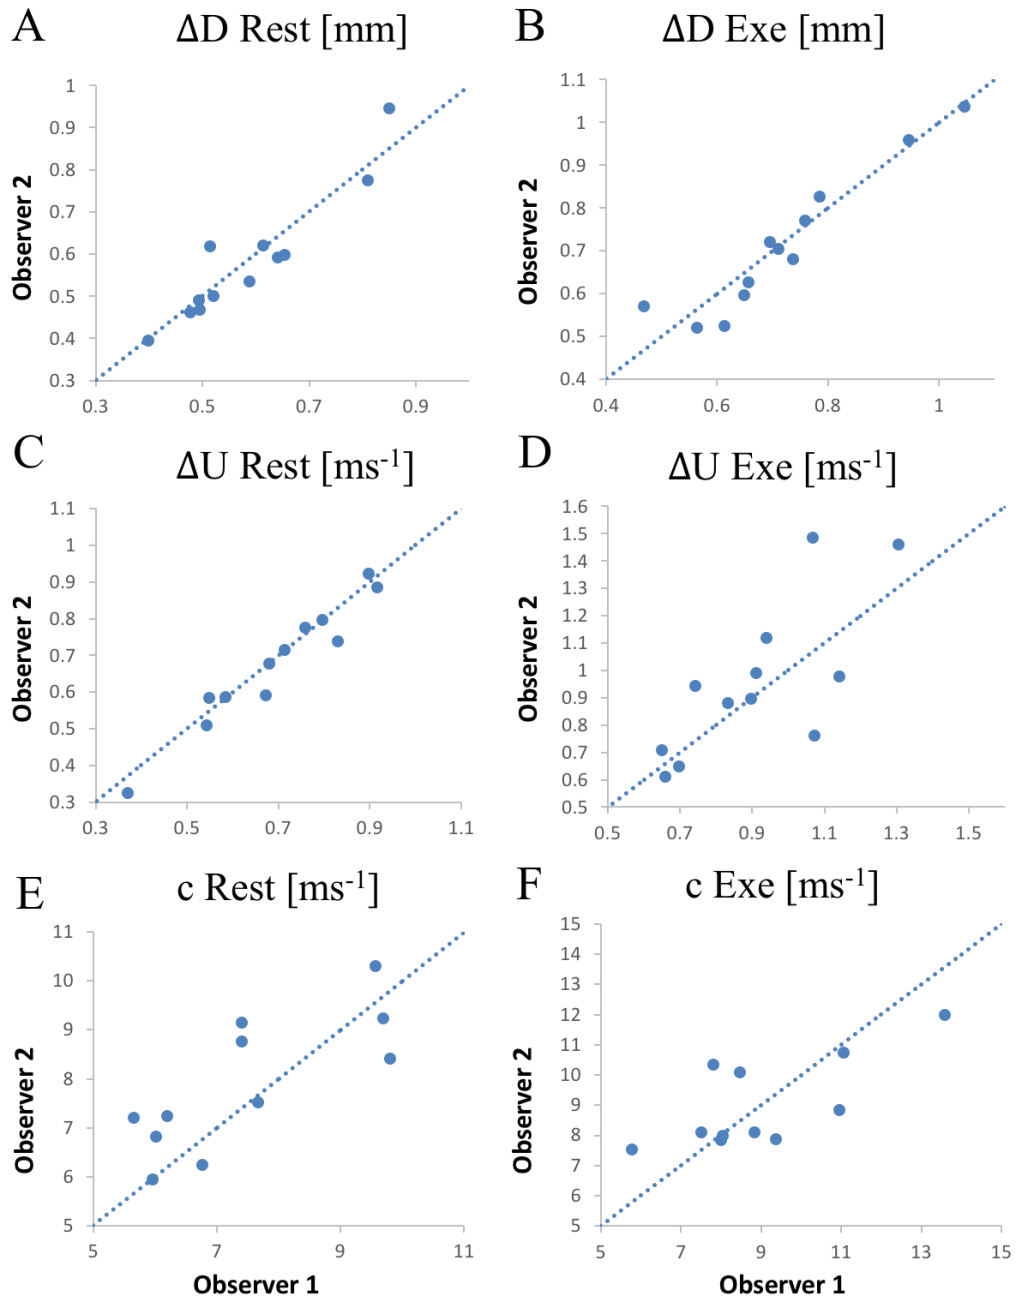 A ΔD Rest [mm]
1
0.9
0.8
0.7
0.6
0.5
0.4
0.3
0.3 0.5 0.7 0.9
Observer 2
B ΔD Exe [mm]
1.1
1
0.9
0.8
0.7
0.6
0.5
0.4
0.4 0.6 0.8 1
Observer 2
C ΔU Rest [ms-1]
1.1
1
0.9
0.8
0.7
0.6
0.5
0.4
0.3
0.3 0.5 0.7 0.9 1.1
Observer 2
D ΔU Exe [ms-1]
1.6
1.5
1.4
1.3
1.2
1.1
1
0.9
0.8
0.7
0.6
0.5
0.5 0.7 0.9 1.1 1.3 1.5
Observer 2
E c Rest [ms-1]
11
10
9
8
7
6
5
5 7 9 11
Observer 2
Observer 1
F c Exe [ms-1]
15
14
13
12
11
10
9
8
7
6
5
5 7 9 11 13 15
Observer 2
Observer 1